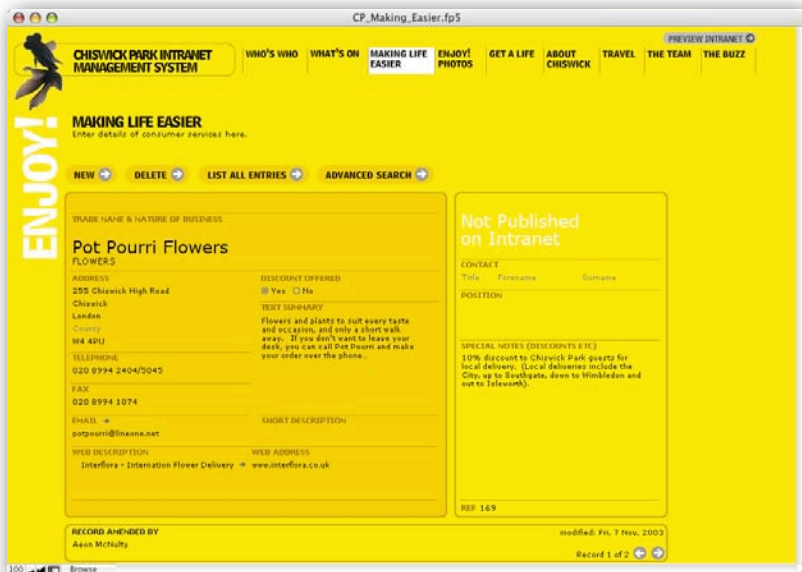 CP_Making_Easier.fp5
PREVIEW INTRANET
CHISWICK PARK INTRANET
MANAGEMENT SYSTEM
WHO'S WHO
WHAT'S ON
MAKING LIFE
EASIER
ENJOY!
PHOTOS
GET A LIFE
ABOUT
CHISWICK
TRAVEL
THE TEAM
THE BUZZ
ENJOY!
MAKING LIFE EASIER
Enter details of consumer services here.
NEW
DELETE
LIST ALL ENTRIES
ADVANCED SEARCH
TRADE NAME & NATURE OF BUSINESS
Pot Pourri Flowers
FLOWERS
ADDRESS
255 Chiswick High Road
Chiswick
London
County
W4 4PU
TELEPHONE
020 8994 2404/5045
FAX
020 8994 1074
EMAIL
potpourri@lineone.net
DISCOUNT OFFERED
Yes No
TEXT SUMMARY
Flowers and plants to suit every taste
and occasion, and only a short walk
away. If you don't want to leave your
desk, you can call Pot Pourri and make
your order over the phone..
SHORT DESCRIPTION
WEB DESCRIPTION
WEB ADDRESS
Interflora - Internation Flower Delivery
www.interflora.co.uk
Not Published
on Intranet
CONTACT
Title Forename Surname
POSITION
SPECIAL NOTES (DISCOUNTS ETC)
10% discount to Chiswick Park guests for
local delivery. (Local deliveries include the
City, up to Southgate, down to Wimbledon and
out to Isleworth).
REF 169
RECORD AMENDED BY
Aeon McNulty
modified: Fri, 7 Nov, 2003
Record 1 of 2
100
Browse